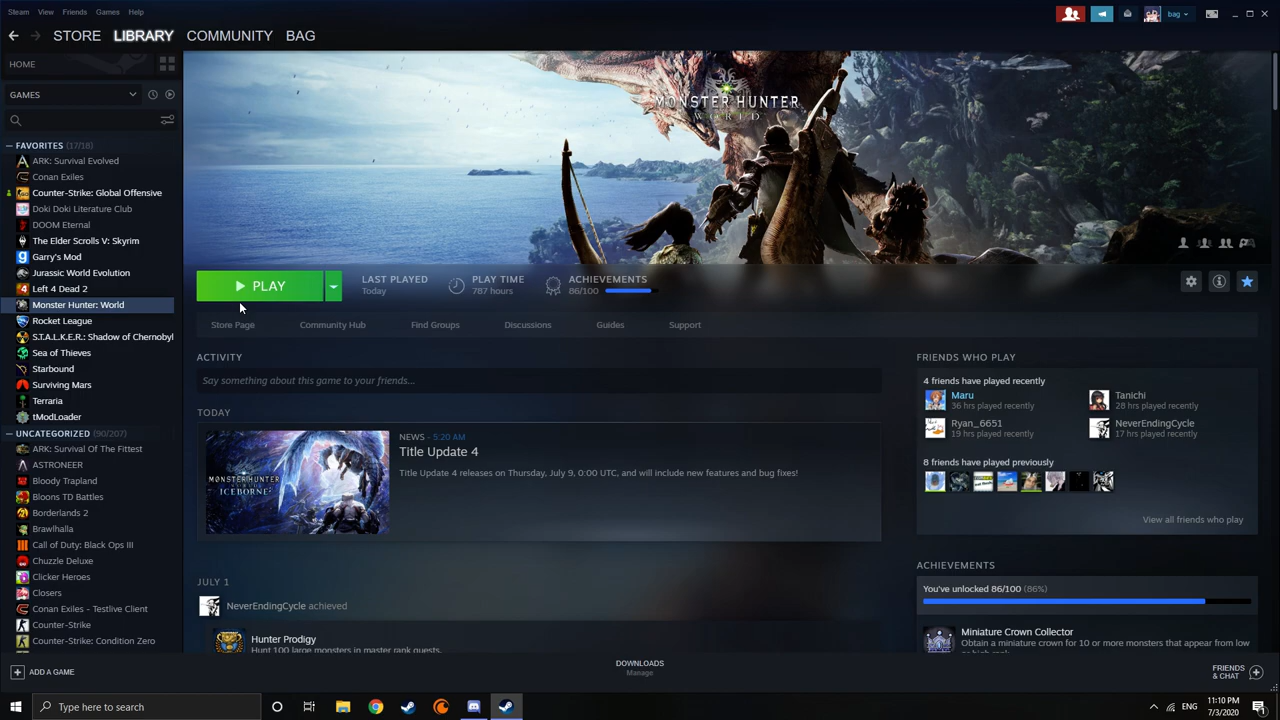 Steam View Friends Games Help
bag
STORE LIBRARY COMMUNITY BAG
HOME
GAMES
FAVORITES (17/18)
ARK: Survival Evolved
Conan Exiles
Counter-Strike: Global Offensive
Doki Doki Literature Club
DOOM Eternal
The Elder Scrolls V: Skyrim
Garry's Mod
Jurassic World Evolution
Left 4 Dead 2
Monster Hunter: World
Rocket League
S.T.A.L.K.E.R.: Shadow of Chernobyl
Sea of Thieves
Starbound
Surviving Mars
Terraria
tModLoader
UNCATEGORIZED (90/207)
ARK: Survival Of The Fittest
ASTRONEER
Bloody Trapland
Bloons TD Battles
Borderlands 2
Brawlhalla
Call of Duty: Black Ops III
Chuzzle Deluxe
Clicker Heroes
Closers
Conan Exiles - Testlive Client
Counter-Strike
Counter-Strike: Condition Zero
MONSTER HUNTER
WORLD
PLAY
LAST PLAYED
Today
PLAY TIME
787 hours
ACHIEVEMENTS
86/100
Store Page Community Hub Find Groups Discussions Guides Support
ACTIVITY
Say something about this game to your friends...
TODAY
MONSTER HUNTER
WORLD
ICEBORNE
NEWS - 5:20 AM
Title Update 4
Title Update 4 releases on Thursday, July 9, 0:00 UTC, and will include new features and bug fixes!
JULY 1
NeverEndingCycle achieved
Hunter Prodigy
Hunt 100 large monsters in master rank quests.
FRIENDS WHO PLAY
4 friends have played recently
Maru
36 hrs played recently
Tanichi
28 hrs played recently
Ryan_6651
19 hrs played recently
NeverEndingCycle
17 hrs played recently
8 friends have played previously
View all friends who play
ACHIEVEMENTS
You've unlocked 86/100 (86%)
Miniature Crown Collector
Obtain a miniature crown for 10 or more monsters that appear from low
or high rank
ADD A GAME
DOWNLOADS
Manage
FRIENDS
& CHAT
Type here to search
ENG
11:10 PM
7/3/2020
1